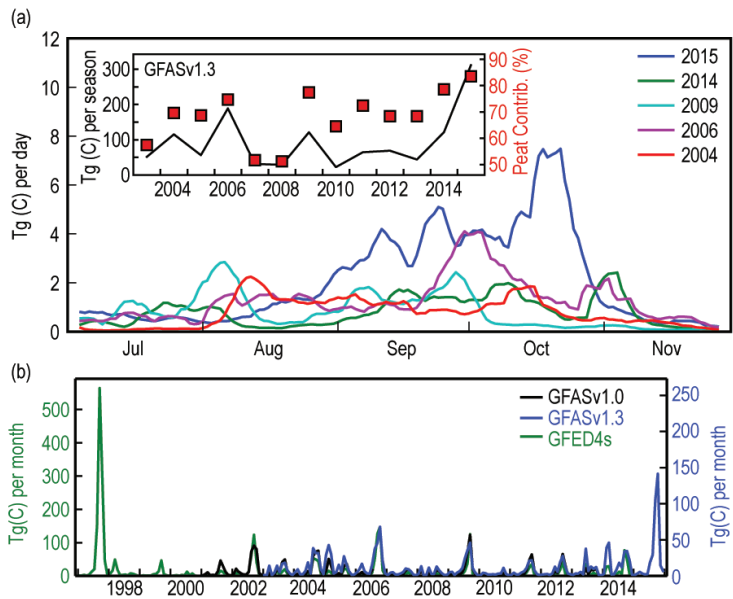 (a)
12
10
8
6
4
2
0
Tg (C) per day
GFASv1.3
300
200
100
0
Tg (C) per season
90
80
70
60
50
Peat Contrib. (%)
2004 2006 2008 2010 2012 2014
2015
2014
2009
2006
2004
Jul Aug Sep Oct Nov
(b)
500
400
300
200
100
0
Tg(C) per month
GFASv1.0
GFASv1.3
GFED4s
250
200
150
100
50
0
Tg(C) per month
1998 2000 2002 2004 2006 2008 2010 2012 2014